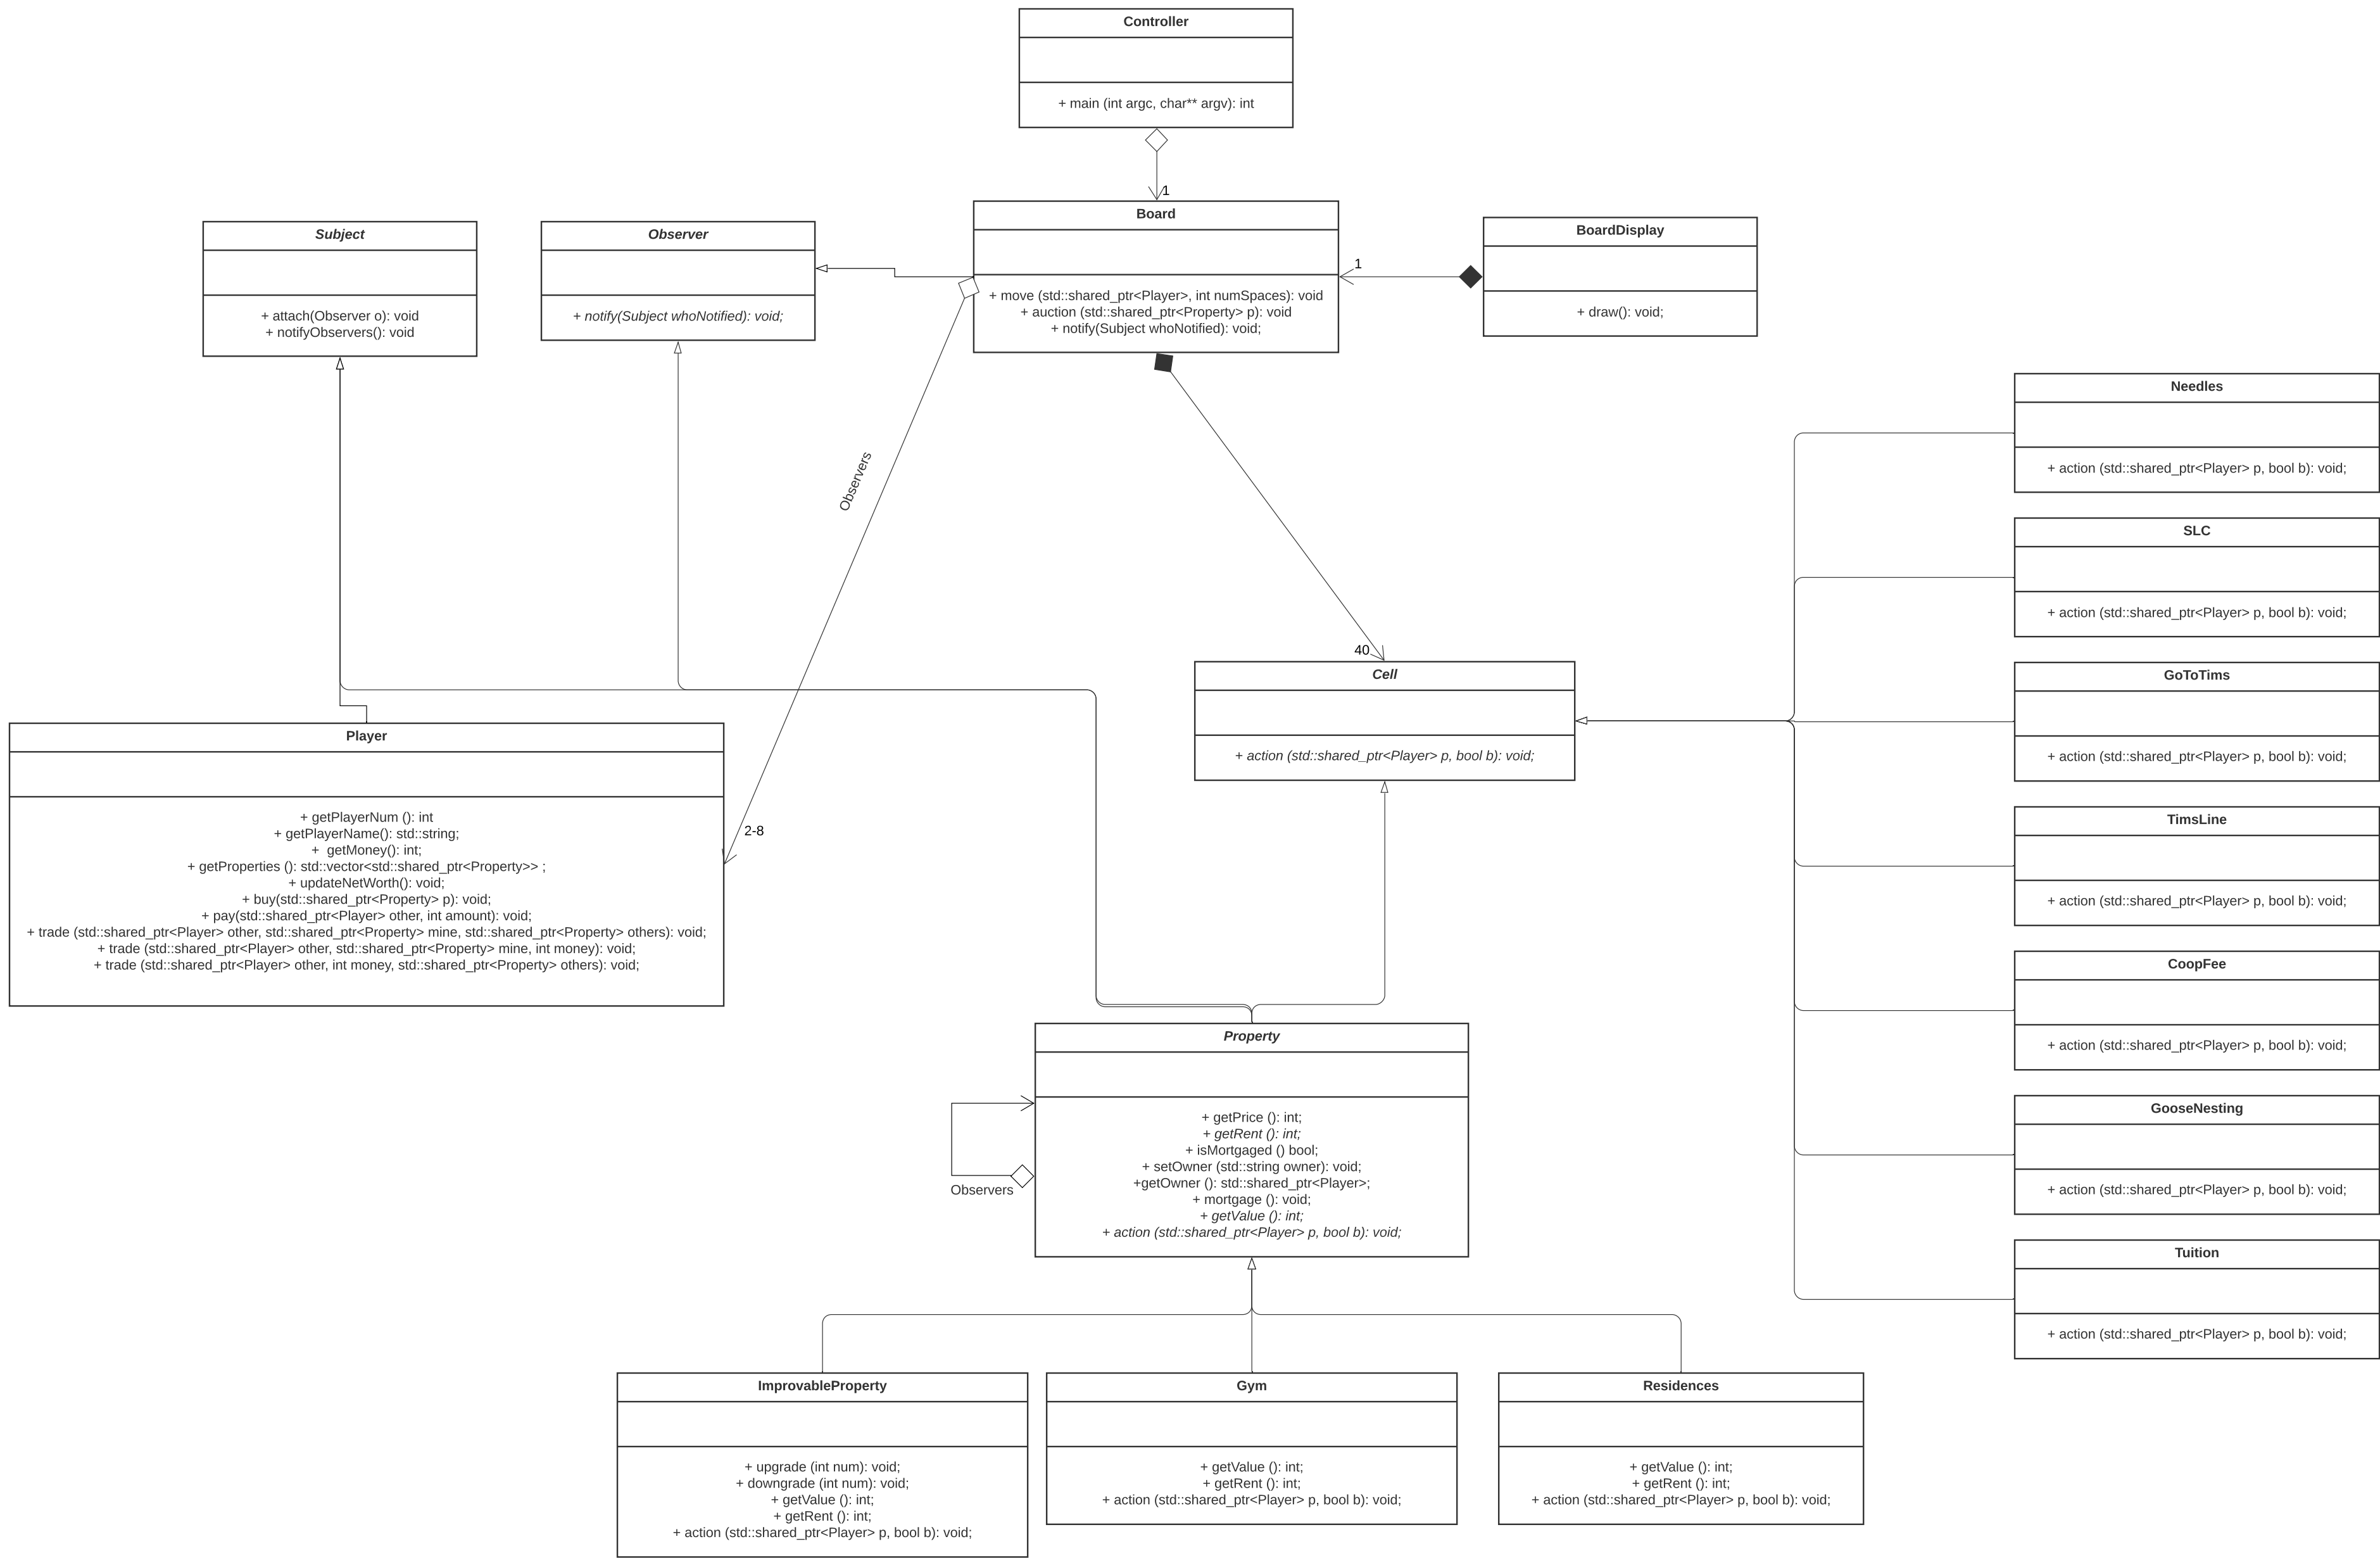 Controller
+ main (int argc, char** argv): int
1
Subject
+ attach(Observer o): void
+ notifyObservers(): void
Observer
+ notify(Subject whoNotified): void;
Board
+ move (std::shared_ptr<Player>, int numSpaces): void
+ auction (std::shared_ptr<Property> p): void
+ notify(Subject whoNotified): void;
1
BoardDisplay
+ draw(): void;
Observers
2-8
40
Player
+ getPlayerNum (): int
+ getPlayerName(): std::string;
+  getMoney(): int;
+ getProperties (): std::vector<std::shared_ptr<Property>> ;
+ updateNetWorth(): void;
+ buy(std::shared_ptr<Property> p): void;
+ pay(std::shared_ptr<Player> other, int amount): void;
+ trade (std::shared_ptr<Player> other, std::shared_ptr<Property> mine, std::shared_ptr<Property> others): void;
+ trade (std::shared_ptr<Player> other, std::shared_ptr<Property> mine, int money): void;
+ trade (std::shared_ptr<Player> other, int money, std::shared_ptr<Property> others): void;
Cell
+ action (std::shared_ptr<Player> p, bool b): void;
Needles
+ action (std::shared_ptr<Player> p, bool b): void;
SLC
+ action (std::shared_ptr<Player> p, bool b): void;
GoToTims
+ action (std::shared_ptr<Player> p, bool b): void;
TimsLine
+ action (std::shared_ptr<Player> p, bool b): void;
CoopFee
+ action (std::shared_ptr<Player> p, bool b): void;
GooseNesting
+ action (std::shared_ptr<Player> p, bool b): void;
Tuition
+ action (std::shared_ptr<Player> p, bool b): void;
Property
+ getPrice (): int;
+ getRent (): int;
+ isMortgaged () bool;
+ setOwner (std::string owner): void;
+getOwner (): std::shared_ptr<Player>;
+ mortgage (): void;
+ getValue (): int;
+ action (std::shared_ptr<Player> p, bool b): void;
Observers
ImprovableProperty
+ upgrade (int num): void;
+ downgrade (int num): void;
+ getValue (): int;
+ getRent (): int;
+ action (std::shared_ptr<Player> p, bool b): void;
Gym
+ getValue (): int;
+ getRent (): int;
+ action (std::shared_ptr<Player> p, bool b): void;
Residences
+ getValue (): int;
+ getRent (): int;
+ action (std::shared_ptr<Player> p, bool b): void;